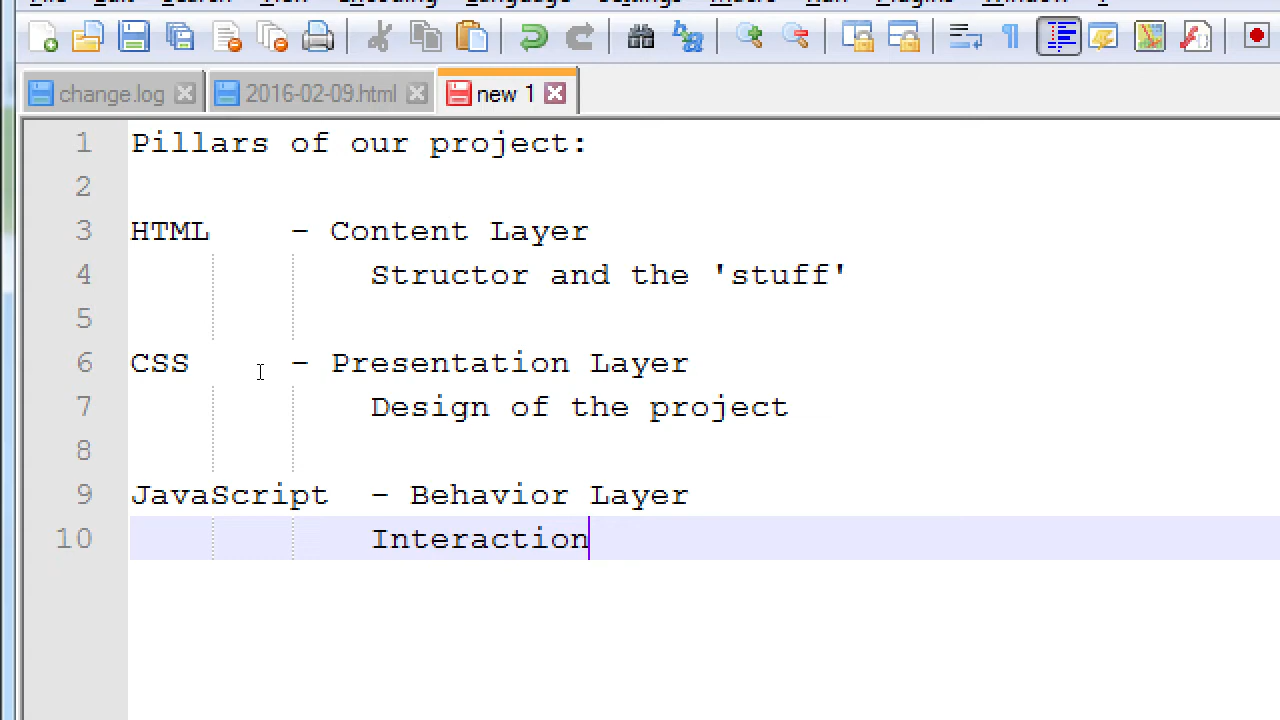 change.log 2016-02-09.html new 1
1 Pillars of our project:
2
3 HTML - Content Layer
4 Structor and the 'stuff'
5
6 CSS - Presentation Layer
7 Design of the project
8
9 JavaScript - Behavior Layer
10 Interaction